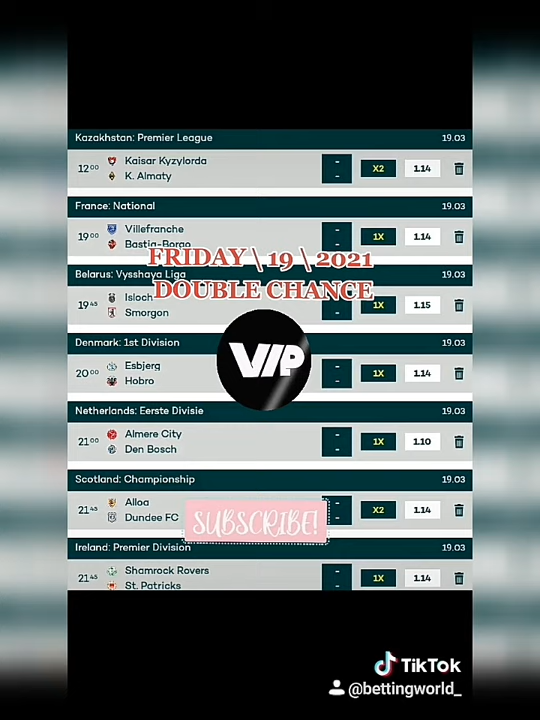 Kazakhstan: Premier League 19.03
12 00 Kaisar Kyzylorda - X2 1.14
K. Almaty -
France: National 19.03
19 00 Villefranche - 1X 1.14
Bastia-Borgo -
FRIDAY \ 19 \ 2021
Belarus: Vysshaya Liga 19.03
DOUBLE CHANCE
19 45 Isloch - 1X 1.15
Smorgon -
Denmark: 1st Division 19.03
VIP
20 00 Esbjerg - 1X 1.14
Hobro -
Netherlands: Eerste Divisie 19.03
21 00 Almere City - 1X 1.10
Den Bosch -
Scotland: Championship 19.03
21 45 Alloa - X2 1.14
Dundee FC -
SUBSCRIBE!
Ireland: Premier Division 19.03
21 45 Shamrock Rovers - 1X 1.14
St. Patricks -
TikTok
@bettingworld_